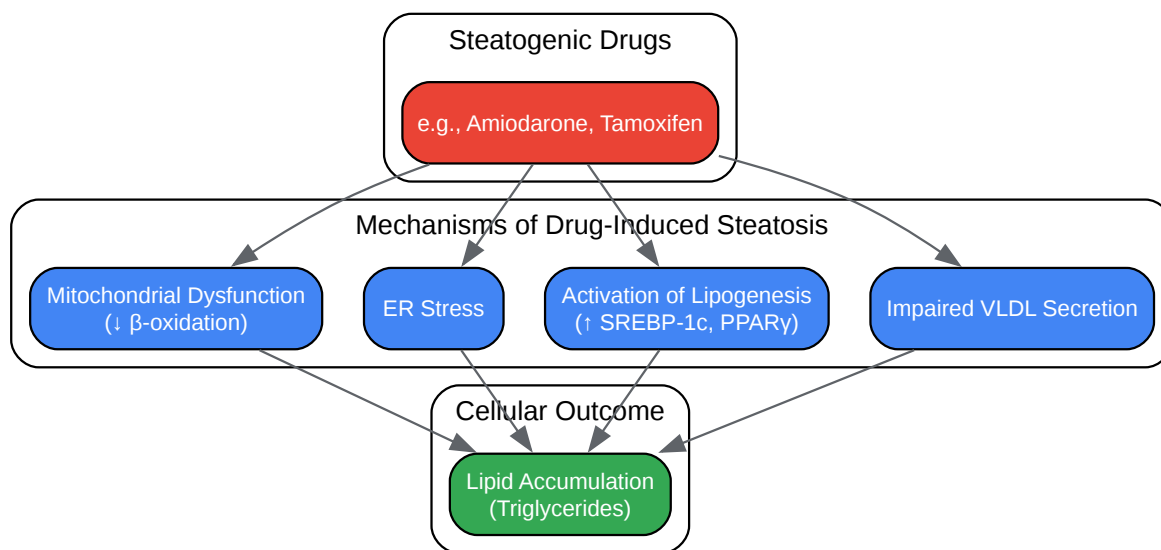 Steatogenic Drugs
e.g., Amiodarone, Tamoxifen
Mechanisms of Drug-Induced Steatosis
Mitochondrial Dysfunction
(↓ β-oxidation)
ER Stress
Activation of Lipogenesis
(↑ SREBP-1c, PPARγ)
Impaired VLDL Secretion
Cellular Outcome
Lipid Accumulation
(Triglycerides)